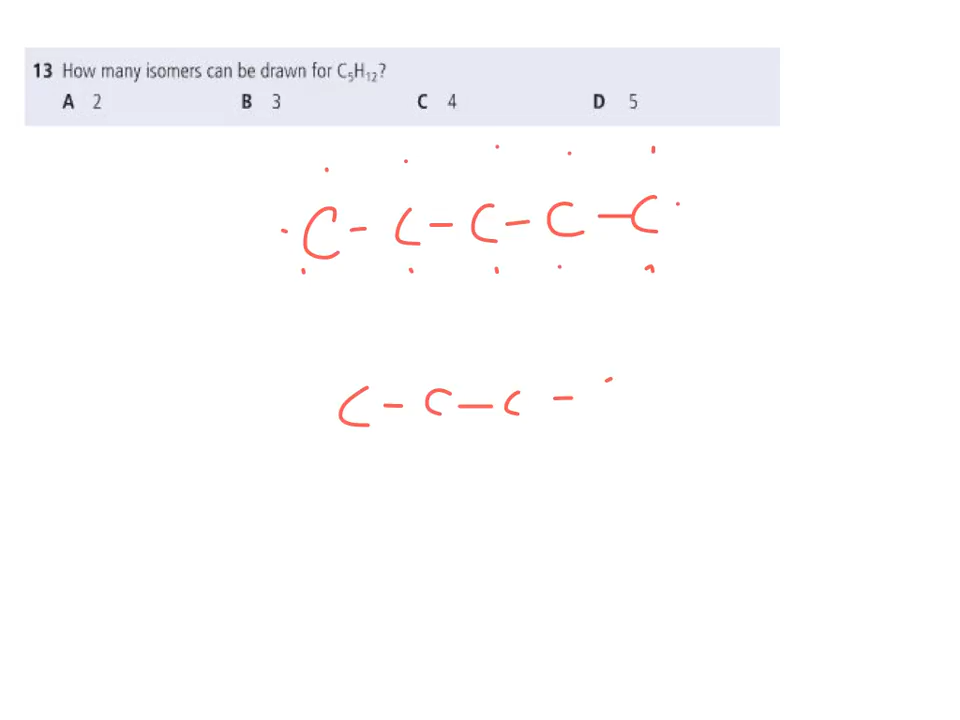 13 How many isomers can be drawn for C₅H₁₂?
A 2 B 3 C 4 D 5
C - C - C - C - C
C - C - C -